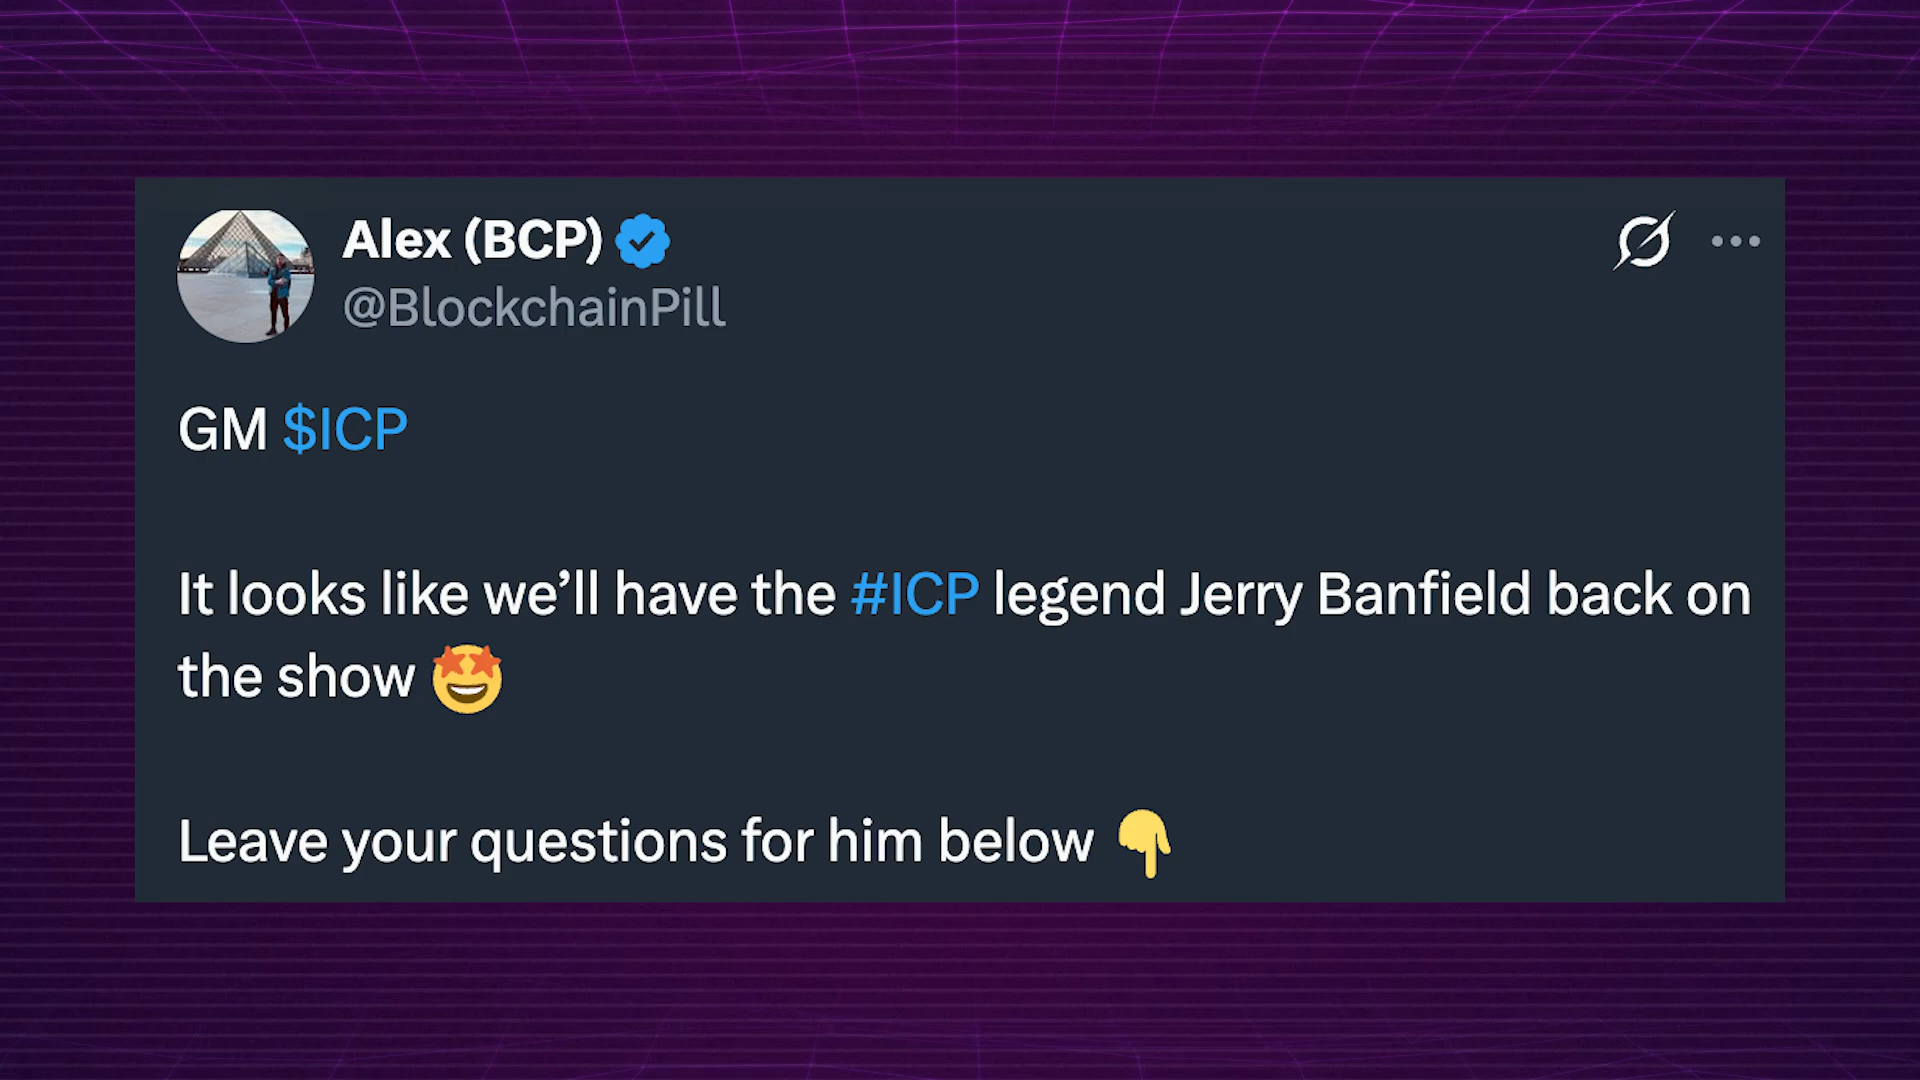 Alex (BCP)
@BlockchainPill
GM $ICP
It looks like we’ll have the #ICP legend Jerry Banfield back on
the show 🤩
Leave your questions for him below 👇